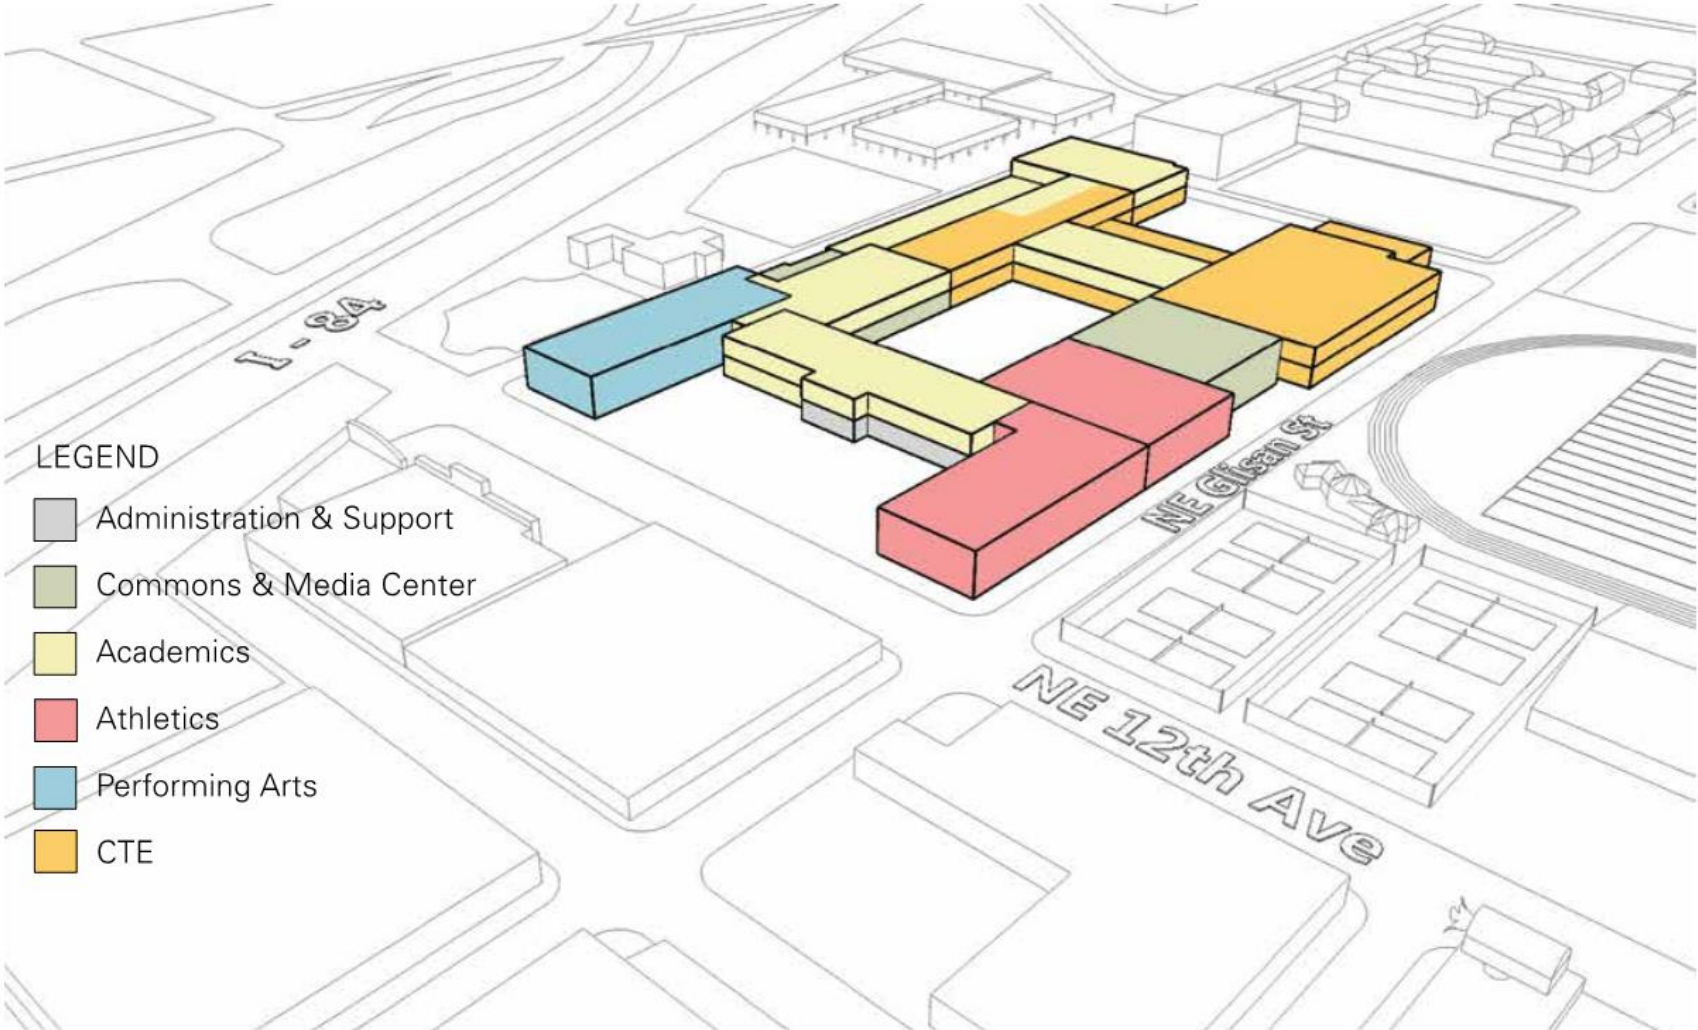 I-84
LEGEND
Administration & Support
Commons & Media Center
Academics
Athletics
Performing Arts
CTE
NE Glisan St
NE 12th Ave